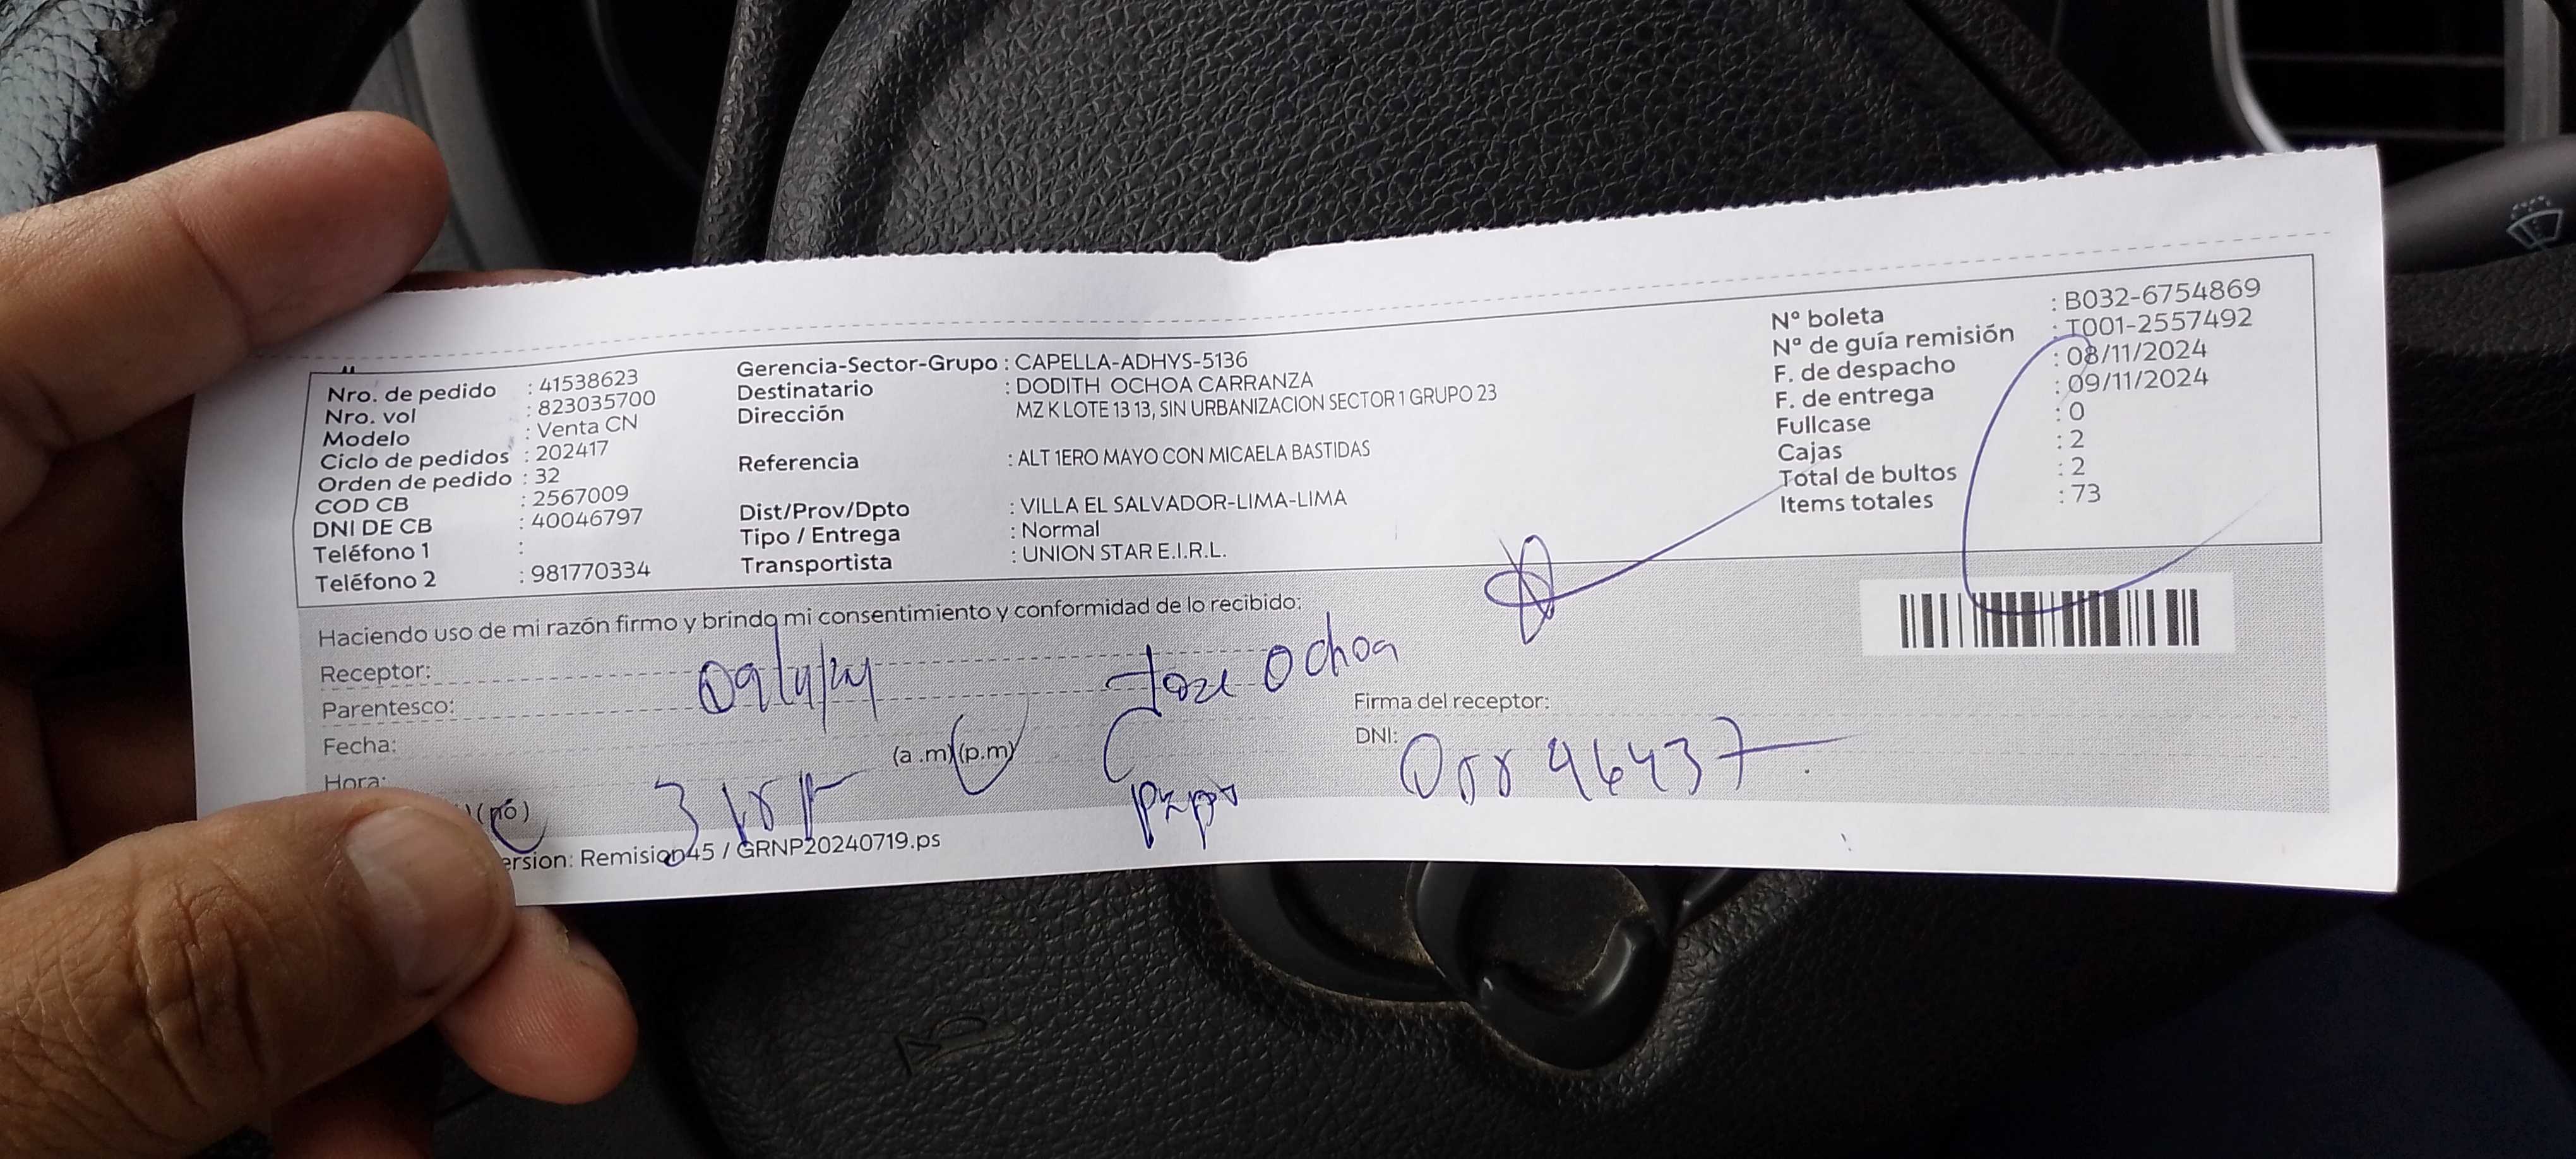 Nro. de pedido : 41538623
Nro. vol : 823035700
Modelo : Venta CN
Ciclo de pedidos : 202417
Orden de pedido : 32
COD CB : 2567009
DNI DE CB : 40046797
Teléfono 1 :
Teléfono 2 : 981770334
Gerencia-Sector-Grupo : CAPELLA-ADHYS-5136
Destinatario : DODITH OCHOA CARRANZA
Dirección MZ K LOTE 13 13, SIN URBANIZACION SECTOR 1 GRUPO 23
Referencia : ALT 1ERO MAYO CON MICAELA BASTIDAS
Dist/Prov/Dpto : VILLA EL SALVADOR-LIMA-LIMA
Tipo / Entrega : Normal
Transportista : UNION STAR E.I.R.L.
Nº boleta : B032-6754869
Nº de guía remisión : T001-2557492
F. de despacho : 08/11/2024
F. de entrega : 09/11/2024
Fullcase : 0
Cajas : 2
Total de bultos : 2
Items totales : 73
Haciendo uso de mi razón firmo y brindo mi consentimiento y conformidad de lo recibido:
Receptor: Ochoa
Parentesco:
Firma del receptor:
Fecha: (a.m)(p.m)
DNI:
Hora:
(nó)
ersion: Remision45 / GRNP20240719.ps